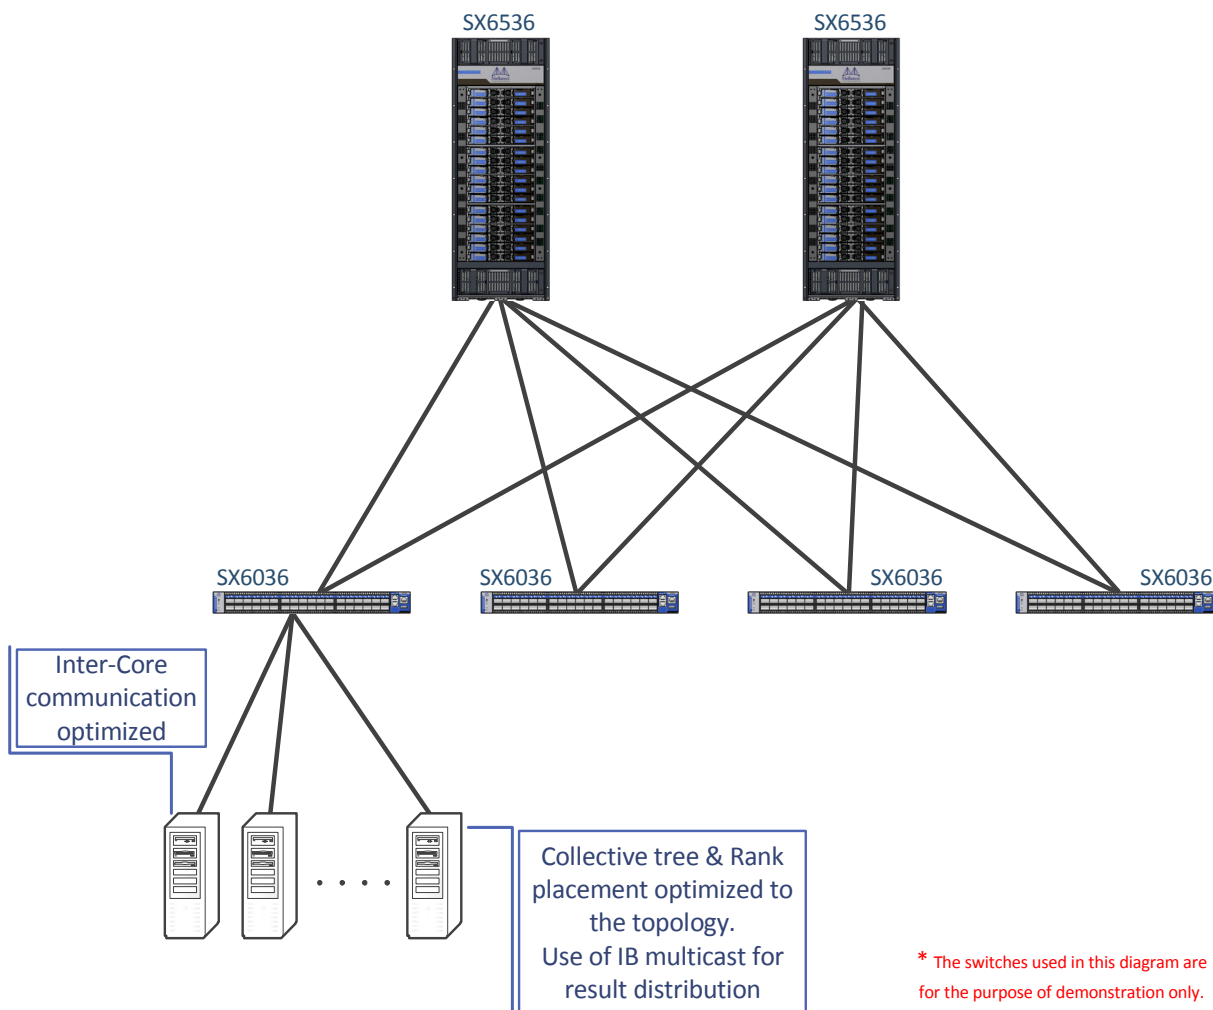 SX6536
SX6536
SX6036
SX6036
SX6036
SX6036
Inter-Core
communication
optimized
Collective tree & Rank
placement optimized to
the topology.
Use of IB multicast for
result distribution
* The switches used in this diagram are
for the purpose of demonstration only.